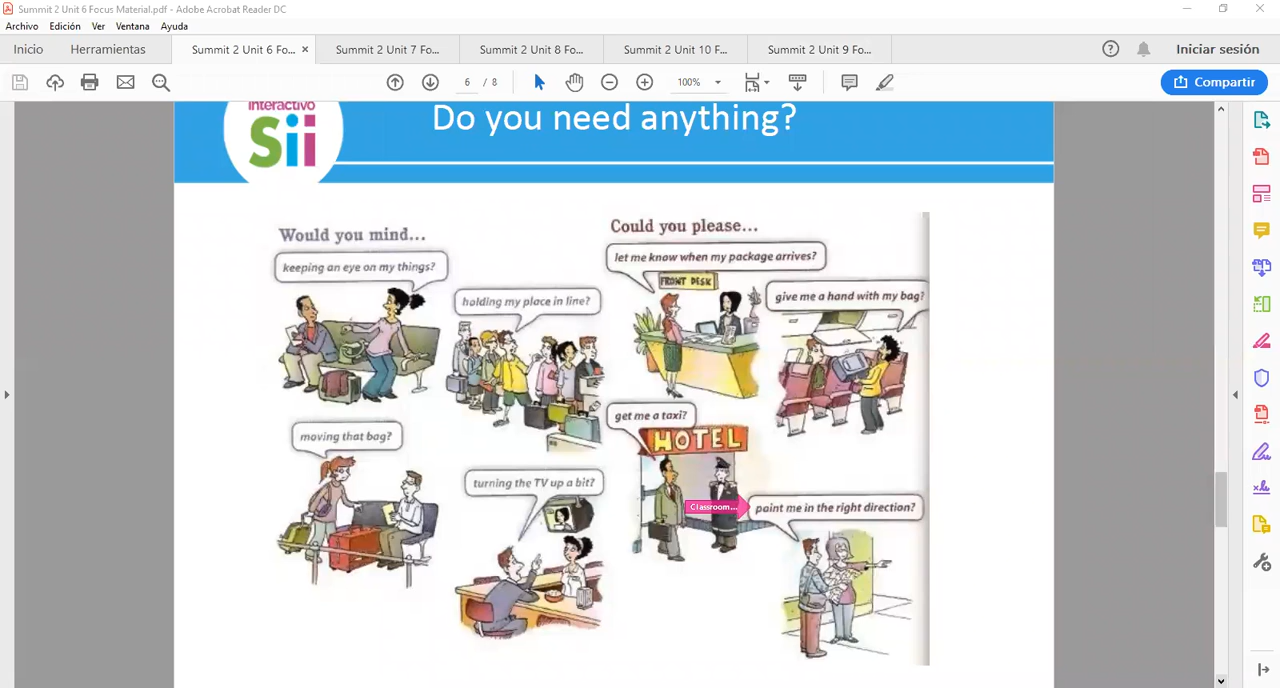 Summit 2 Unit 6 Focus Material.pdf - Adobe Acrobat Reader DC
Archivo Edición Ver Ventana Ayuda
Inicio Herramientas Summit 2 Unit 6 Fo... × Summit 2 Unit 7 Fo... Summit 2 Unit 8 Fo... Summit 2 Unit 10 F... Summit 2 Unit 9 Fo... Iniciar sesión
6 / 8 100% Compartir
interactivo
Sii
Do you need anything?
Would you mind...
Could you please...
keeping an eye on my things?
holding my place in line?
let me know when my package arrives?
FRONT DESK
give me a hand with my bag?
moving that bag?
turning the TV up a bit?
get me a taxi?
HOTEL
Classroom...
point me in the right direction?